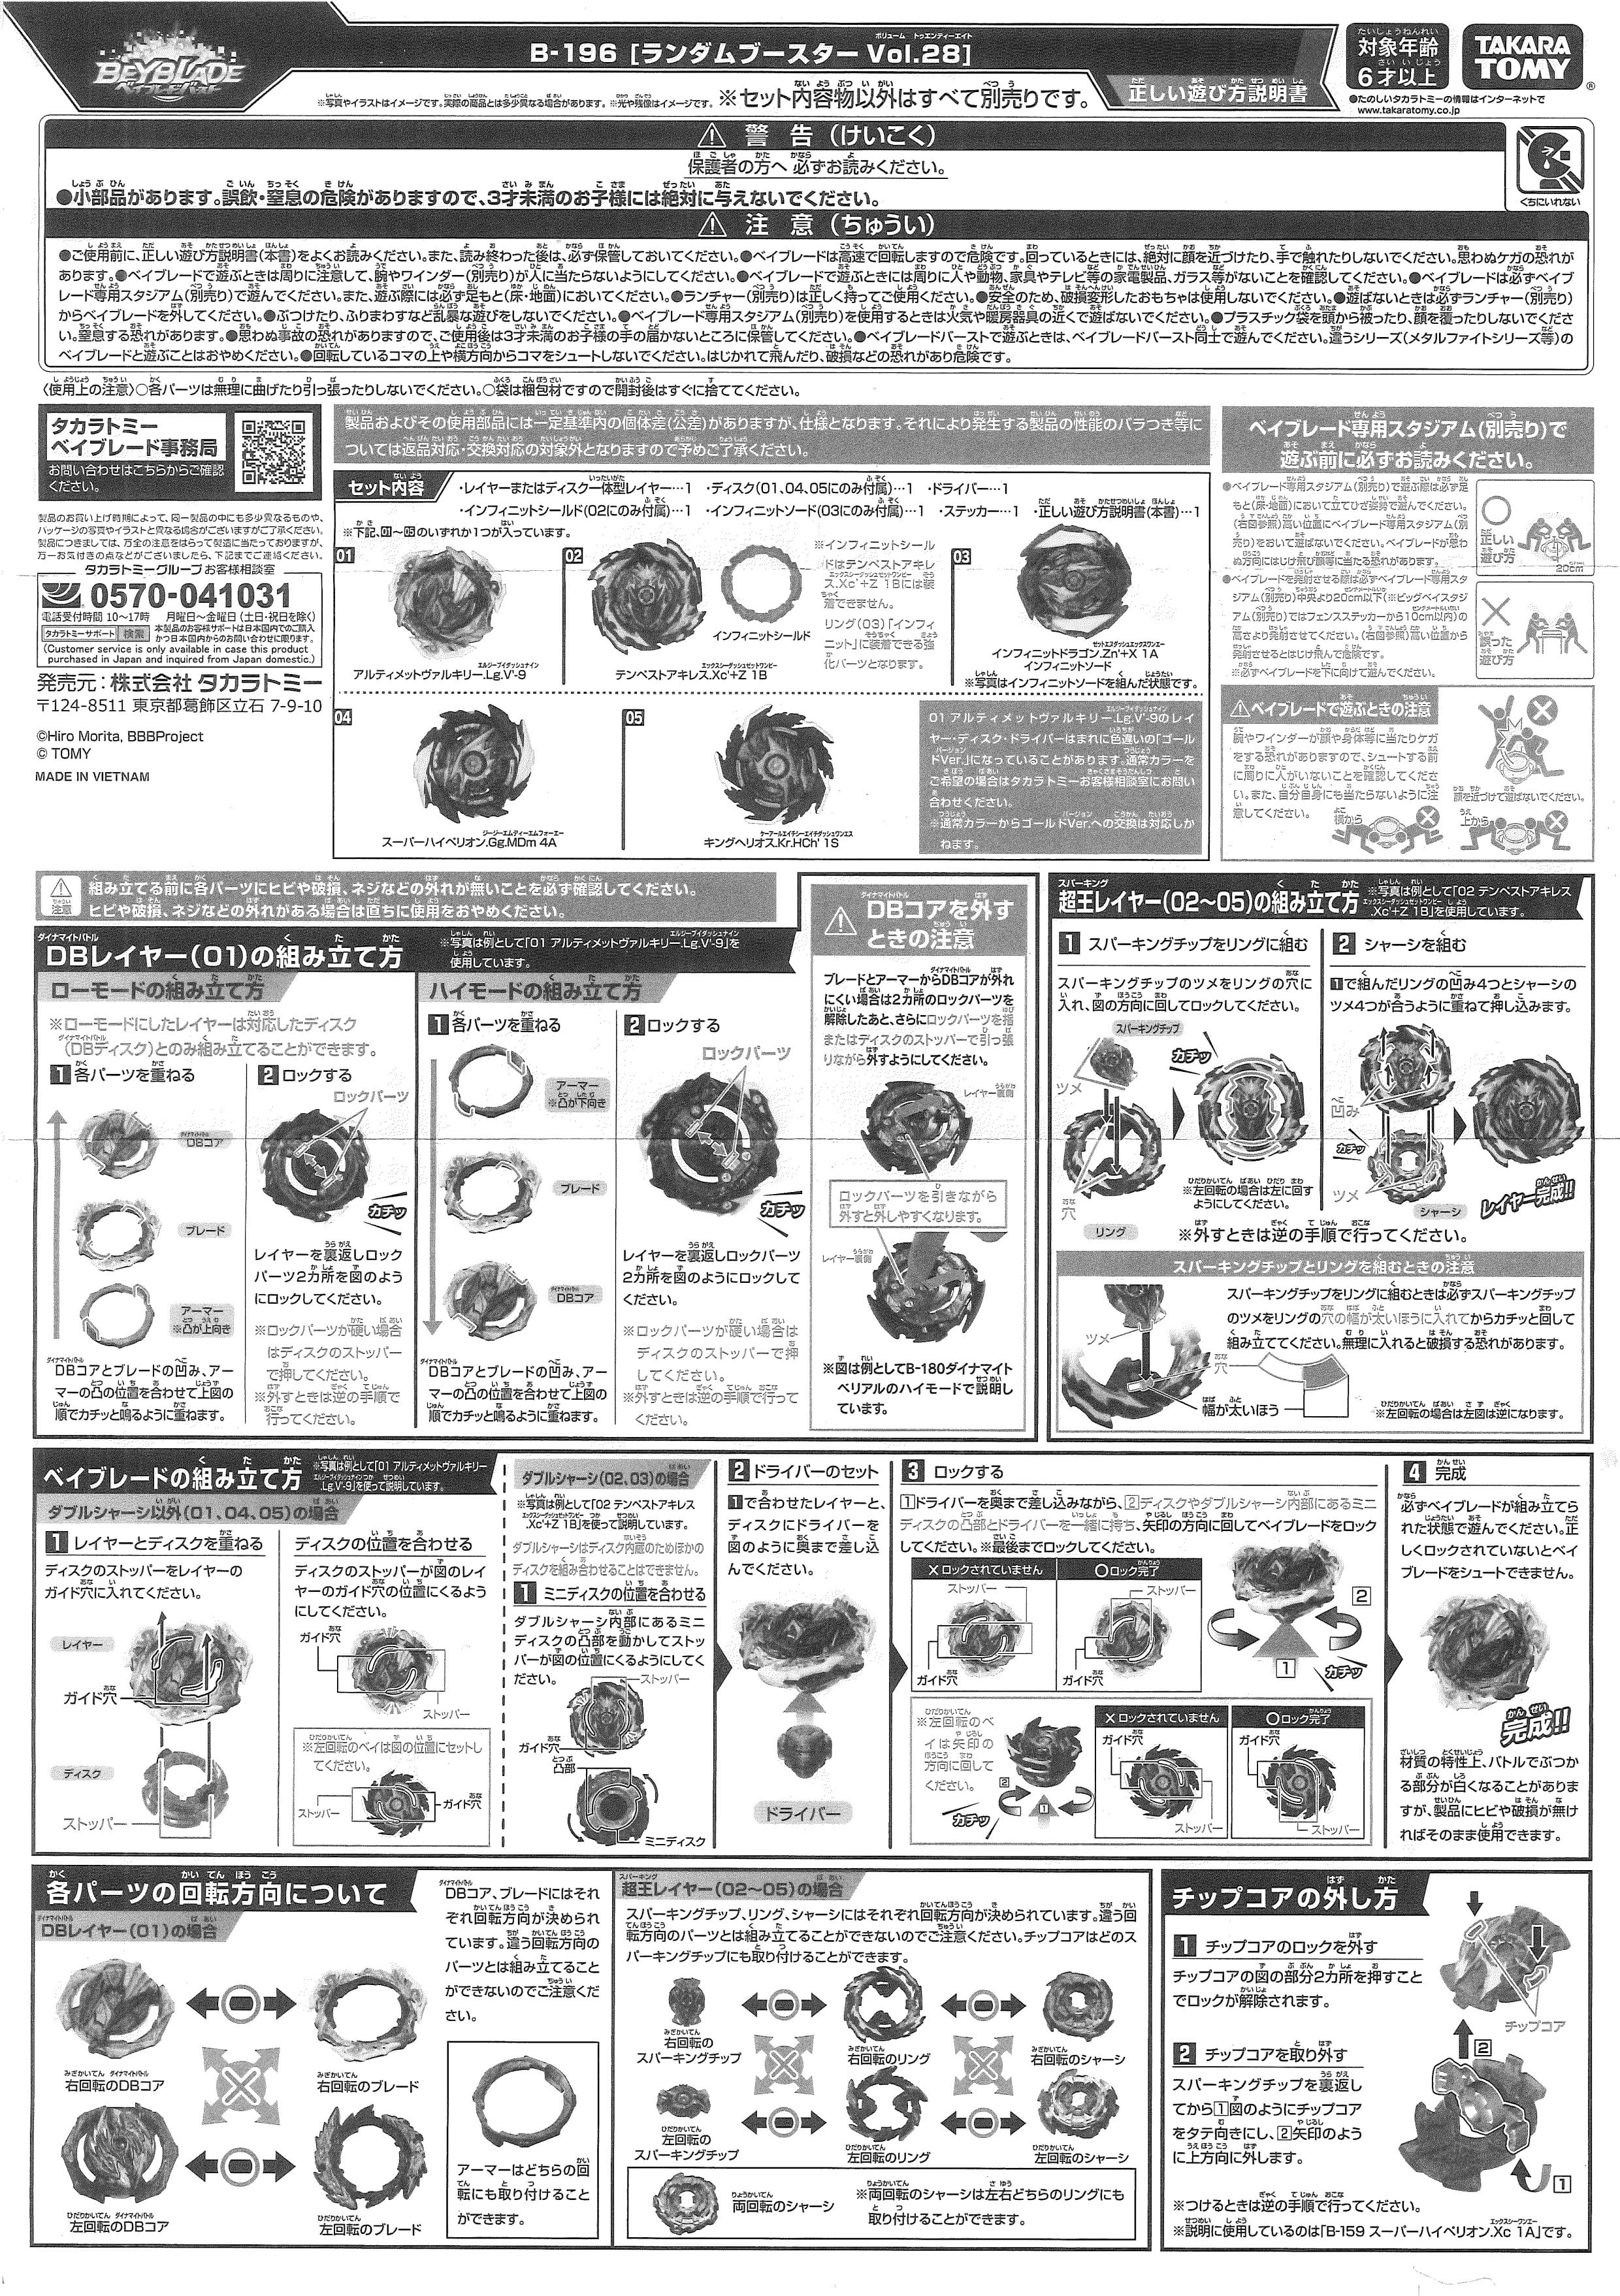 BEYBLADE
ベイブレードバースト
B-196 [ランダムブースター Vol.28]
※写真やイラストはイメージです。実際の商品とは多少異なる場合があります。※光や残像はイメージです。
※セット内容物以外はすべて別売りです。
正しい遊び方説明書
対象年齢
6才以上
TAKARA
TOMY
●たのしいタカラトミーの情報はインターネットで
www.takaratomy.co.jp
⚠ 警告(けいこく)
保護者の方へ 必ずお読みください。
●小部品があります。誤飲・窒息の危険がありますので、3才未満のお子様には絶対に与えないでください。
くちにいれない
⚠ 注意(ちゅうい)
●ご使用前に、正しい遊び方説明書(本書)をよくお読みください。また、読み終わった後は、必ず保管しておいてください。●ベイブレードは高速で回転しますので危険です。回っているときには、絶対に顔を近づけたり、手で触れたりしないでください。思わぬケガの恐れが
あります。●ベイブレードで遊ぶときは周りに注意して、腕やワインダー(別売り)が人に当たらないようにしてください。●ベイブレードで遊ぶときには周りに人や動物、家具やテレビ等の家電製品、ガラス等がないことを確認してください。●ベイブレードは必ずベイブ
レード専用スタジアム(別売り)で遊んでください。また、遊ぶ際には必ず足もと(床・地面)においてください。●ランチャー(別売り)は正しく持ってご使用ください。●安全のため、破損変形したおもちゃは使用しないでください。●遊ばないときは必ずランチャー(別売り)
からベイブレードを外してください。●ぶつけたり、ふりまわすなど乱暴な遊びをしないでください。●ベイブレード専用スタジアム(別売り)を使用するときは火気や暖房器具の近くで遊ばないでください。●プラスチック袋を頭から被ったり、顔を覆ったりしないでくださ
い。窒息する恐れがあります。●思わぬ事故の恐れがありますので、ご使用後は3才未満のお子様の手の届かないところに保管してください。●ベイブレードバーストで遊ぶときは、ベイブレードバースト同士で遊んでください。違うシリーズ(メタルファイトシリーズ等)の
ベイブレードと遊ぶことはおやめください。●回転しているコマの上や横方向からコマをシュートしないでください。はじかれて飛んだり、破損などの恐れがあり危険です。
〈使用上の注意〉○各パーツは無理に曲げたり引っ張ったりしないでください。○袋は梱包材ですので開封後はすぐに捨ててください。
タカラトミー
ベイブレード事務局
お問い合わせはこちらからご確認
ください。
製品のお買い上げ時期によって、同一製品の中にも多少異なるものや、
パッケージの写真やイラストと異なる場合がございますがご了承ください。
製品につきましては、万全の注意をはらって製造に当たっておりますが、
万一お気付きの点などがございましたら、下記までご連絡ください。
タカラトミーグループ お客様相談室
0570-041031
電話受付時間 10〜17時 月曜日〜金曜日(土日・祝日を除く)
タカラトミーサポート 検索 本製品のお客様サポートは日本国内でのご購入
かつ日本国内からのお問い合わせに限ります。
(Customer service is only available in case this product
purchased in Japan and inquired from Japan domestic.)
発売元:株式会社 タカラトミー
〒124-8511 東京都葛飾区立石 7-9-10
©Hiro Morita, BBBProject
© TOMY
MADE IN VIETNAM
製品およびその使用部品には一定基準内の個体差(公差)がありますが、仕様となります。それにより発生する製品の性能のバラつき等に
ついては返品対応・交換対応の対象外となりますので予めご了承ください。
セット内容
・レイヤーまたはディスク一体型レイヤー…1 ・ディスク(01、04、05にのみ付属)…1 ・ドライバー…1
・インフィニットシールド(02にのみ付属)…1 ・インフィニットソード(03にのみ付属)…1 ・ステッカー…1 ・正しい遊び方説明書(本書)…1
※下記、01〜05のいずれか1つが入っています。
01
アルティメットヴァルキリー.Lg.V'-9
02
インフィニットシールド
テンペストアキレス.Xc'+Z 1B
※インフィニットシール
ドはテンペストアキレ
ス.Xc'+Z 1Bには装
着できません。
リング(03)「インフィ
ニット」に装着できる強
化パーツとなります。
03
インフィニットドラゴン.Zn'+X 1A
インフィニットソード
※写真はインフィニットソードを組んだ状態です。
04
スーパーハイペリオン.Gg.MDm 4A
05
キングヘリオス.Kr.HCh' 1S
01 アルティメットヴァルキリー.Lg.V'-9のレイ
ヤー・ディスク・ドライバーはまれに色違いの「ゴール
ドVer.」になっていることがあります。通常カラーを
ご希望の場合はタカラトミーお客様相談室にお問い
合わせください。
※通常カラーからゴールドVer.への交換は対応しか
ねます。
ベイブレード専用スタジアム(別売り)で
遊ぶ前に必ずお読みください。
●ベイブレード専用スタジアム(別売り)で遊ぶ際は必ず足
もと(床・地面)において立てひざ姿勢で遊んでください。
(右図参照)高い位置にベイブレード専用スタジアム(別
売り)をおいて遊ばないでください。ベイブレードが思わ
ぬ方向にはじけ飛び顔等に当たる恐れがあります。
●ベイブレードを発射させる際は必ずベイブレード専用スタ
ジアム(別売り)中央より20cm以下(※ビッグベイスタジ
アム(別売り)ではフェンスステッカーから10cm以内)の
高さより発射させてください。(右図参照)高い位置から
発射させるとはじけ飛んで危険です。
※必ずベイブレードを下に向けて遊んでください。
正しい
遊び方
20cm
誤った
遊び方
⚠ベイブレードで遊ぶときの注意
腕やワインダーが顔や身体等に当たりケガ
をする恐れがありますので、シュートする前
に周りに人がいないことを確認してくださ
い。また、自分自身にも当たらないように注
意してください。
顔を近づけて遊ばないでください。
横から
上から
注意
組み立てる前に各パーツにヒビや破損、ネジなどの外れが無いことを必ず確認してください。
ヒビや破損、ネジなどの外れがある場合は直ちに使用をおやめください。
DBレイヤー(01)の組み立て方
※写真は例として「01 アルティメットヴァルキリー.Lg.V'-9」を
使用しています。
ローモードの組み立て方
※ローモードにしたレイヤーは対応したディスク
(DBディスク)とのみ組み立てることができます。
1 各パーツを重ねる
DBコア
ブレード
アーマー
※凸が上向き
DBコアとブレードの凹み、アー
マーの凸の位置を合わせて上図の
順でカチッと鳴るように重ねます。
2 ロックする
ロックパーツ
カチッ
レイヤーを裏返しロック
パーツ2カ所を図のよう
にロックしてください。
※ロックパーツが硬い場合
はディスクのストッパー
で押してください。
※外すときは逆の手順で
行ってください。
ハイモードの組み立て方
1 各パーツを重ねる
アーマー
※凸が下向き
ブレード
DBコア
DBコアとブレードの凹み、アー
マーの凸の位置を合わせて上図の
順でカチッと鳴るように重ねます。
2 ロックする
ロックパーツ
カチッ
レイヤーを裏返しロックパーツ
2カ所を図のようにロックして
ください。
※ロックパーツが硬い場合は
ディスクのストッパーで押
してください。
※外すときは逆の手順で行って
ください。
DBコアを外す
ときの注意
ブレードとアーマーからDBコアが外れ
にくい場合は2カ所のロックパーツを
解除したあと、さらにロックパーツを指
またはディスクのストッパーで引っ張
りながら外すようにしてください。
レイヤー裏側
ロックパーツを引きながら
外すと外しやすくなります。
レイヤー裏側
※図は例としてB-180ダイナマイト
ベリアルのハイモードで説明し
ています。
超王レイヤー(02〜05)の組み立て方
※写真は例として「02 テンペストアキレス
.Xc'+Z 1B」を使用しています。
1 スパーキングチップをリングに組む
スパーキングチップのツメをリングの穴に
入れ、図の方向に回してロックしてください。
スパーキングチップ
ツメ
カチッ
穴
リング
※左回転の場合は左に回す
ようにしてください。
2 シャーシを組む
1で組んだリングの凹み4つとシャーシの
ツメ4つが合うように重ねて押し込みます。
凹み
カチッ
ツメ
シャーシ
レイヤー完成!!
※外すときは逆の手順で行ってください。
スパーキングチップとリングを組むときの注意
スパーキングチップをリングに組むときは必ずスパーキングチップ
のツメをリングの穴の幅が太いほうに入れてからカチッと回して
組み立ててください。無理に入れると破損する恐れがあります。
ツメ
穴
幅が太いほう
※左回転の場合は左図は逆になります。
ベイブレードの組み立て方
※写真は例として「01 アルティメットヴァルキリー
.Lg.V'-9」を使って説明しています。
ダブルシャーシ以外(01、04、05)の場合
1 レイヤーとディスクを重ねる
ディスクのストッパーをレイヤーの
ガイド穴に入れてください。
レイヤー
ガイド穴
ディスク
ストッパー
ディスクの位置を合わせる
ディスクのストッパーが図のレイ
ヤーのガイド穴の位置にくるよう
にしてください。
ガイド穴
ストッパー
※左回転のベイは図の位置にセットし
てください。
ストッパー
ガイド穴
ダブルシャーシ(02、03)の場合
※写真は例として「02 テンペストアキレス
.Xc'+Z 1B」を使って説明しています。
ダブルシャーシはディスク内蔵のためほかの
ディスクを組み合わせることはできません。
1 ミニディスクの位置を合わせる
ダブルシャーシ内部にあるミニ
ディスクの凸部を動かしてストッ
パーが図の位置にくるようにしてく
ださい。
ストッパー
ガイド穴
凸部
ミニディスク
2 ドライバーのセット
1で合わせたレイヤーと、
ディスクにドライバーを
図のように奥まで差し込
んでください。
ドライバー
3 ロックする
1ドライバーを奥まで差し込みながら、2ディスクやダブルシャーシ内部にあるミニ
ディスクの凸部とドライバーを一緒に持ち、矢印の方向に回してベイブレードをロック
してください。※最後までロックしてください。
×ロックされていません
○ロック完了
ストッパー
ストッパー
ガイド穴
ガイド穴
2
1
カチッ
※左回転のベ
イは矢印の
方向に回して
ください。
2
1
カチッ
×ロックされていません
○ロック完了
ガイド穴
ガイド穴
ストッパー
ストッパー
4 完成
必ずベイブレードが組み立てら
れた状態で遊んでください。正
しくロックされていないとベイ
ブレードをシュートできません。
完成!!
材質の特性上、バトルでぶつか
る部分が白くなることがありま
すが、製品にヒビや破損が無け
ればそのまま使用できます。
各パーツの回転方向について
DBレイヤー(01)の場合
右回転のDBコア
右回転のブレード
左回転のDBコア
左回転のブレード
DBコア、ブレードにはそれ
ぞれ回転方向が決められ
ています。違う回転方向の
パーツとは組み立てること
ができないのでご注意くだ
さい。
アーマーはどちらの回
転にも取り付けること
ができます。
超王レイヤー(02〜05)の場合
スパーキングチップ、リング、シャーシにはそれぞれ回転方向が決められています。違う回
転方向のパーツとは組み立てることができないのでご注意ください。チップコアはどのス
パーキングチップにも取り付けることができます。
右回転の
スパーキングチップ
右回転のリング
右回転のシャーシ
左回転の
スパーキングチップ
左回転のリング
左回転のシャーシ
両回転のシャーシ
※両回転のシャーシは左右どちらのリングにも
取り付けることができます。
チップコアの外し方
1 チップコアのロックを外す
チップコアの図の部分2カ所を押すこと
でロックが解除されます。
チップコア
2 チップコアを取り外す
スパーキングチップを裏返し
てから1図のようにチップコア
をタテ向きにし、2矢印のよう
に上方向に外します。
2
1
※つけるときは逆の手順で行ってください。
※説明に使用しているのは「B-159 スーパーハイペリオン.Xc 1A」です。